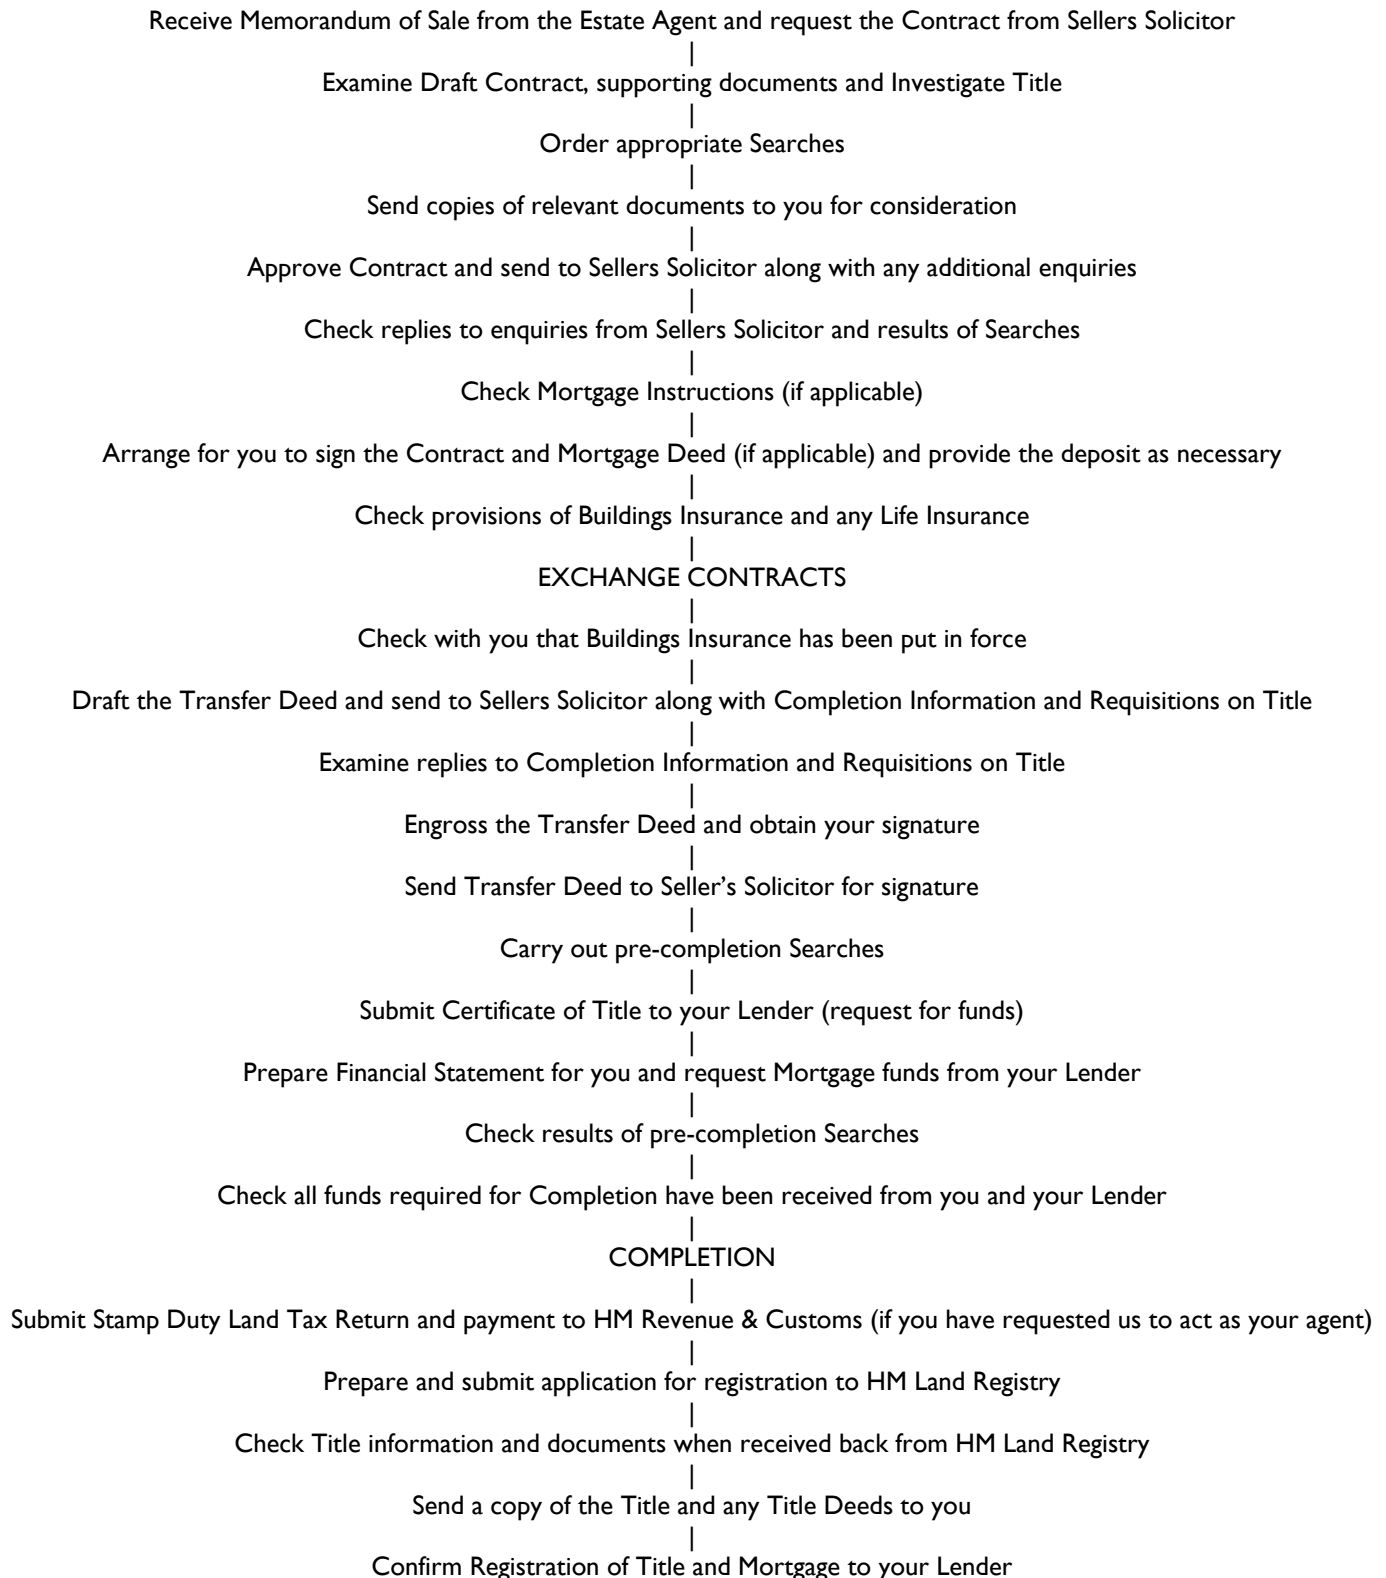 Receive Memorandum of Sale from the Estate Agent and request the Contract from Sellers Solicitor
Examine Draft Contract, supporting documents and Investigate Title
Order appropriate Searches
Send copies of relevant documents to you for consideration
Approve Contract and send to Sellers Solicitor along with any additional enquiries
Check replies to enquiries from Sellers Solicitor and results of Searches
Check Mortgage Instructions (if applicable)
Arrange for you to sign the Contract and Mortgage Deed (if applicable) and provide the deposit as necessary
Check provisions of Buildings Insurance and any Life Insurance
EXCHANGE CONTRACTS
Check with you that Buildings Insurance has been put in force
Draft the Transfer Deed and send to Sellers Solicitor along with Completion Information and Requisitions on Title
Examine replies to Completion Information and Requisitions on Title
Engross the Transfer Deed and obtain your signature
Send Transfer Deed to Seller’s Solicitor for signature
Carry out pre-completion Searches
Submit Certificate of Title to your Lender (request for funds)
Prepare Financial Statement for you and request Mortgage funds from your Lender
Check results of pre-completion Searches
Check all funds required for Completion have been received from you and your Lender
COMPLETION
Submit Stamp Duty Land Tax Return and payment to HM Revenue & Customs (if you have requested us to act as your agent)
Prepare and submit application for registration to HM Land Registry
Check Title information and documents when received back from HM Land Registry
Send a copy of the Title and any Title Deeds to you
Confirm Registration of Title and Mortgage to your Lender